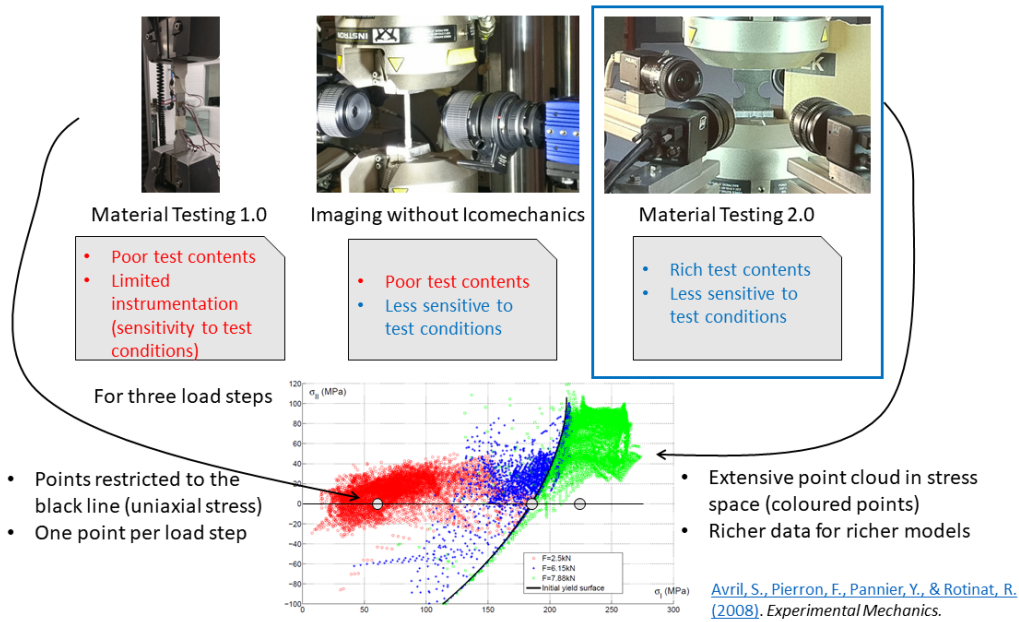 INSTRON
Material Testing 1.0
Imaging without Icomechanics
Material Testing 2.0
• Poor test contents
• Limited
instrumentation
(sensitivity to test
conditions)
• Poor test contents
• Less sensitive to
test conditions
• Rich test contents
• Less sensitive to
test conditions
For three load steps
• Points restricted to the
black line (uniaxial stress)
• One point per load step
120
100
80
60
40
20
0
-20
-40
-60
-80
-100
σII (MPa)
F=2.5kN
F=6.15kN
F=7.88kN
Initial yield surface
σI (MPa)
0
50
100
150
200
250
300
• Extensive point cloud in stress
space (coloured points)
• Richer data for richer models
Avril, S., Pierron, F., Pannier, Y., & Rotinat, R.
(2008). Experimental Mechanics.